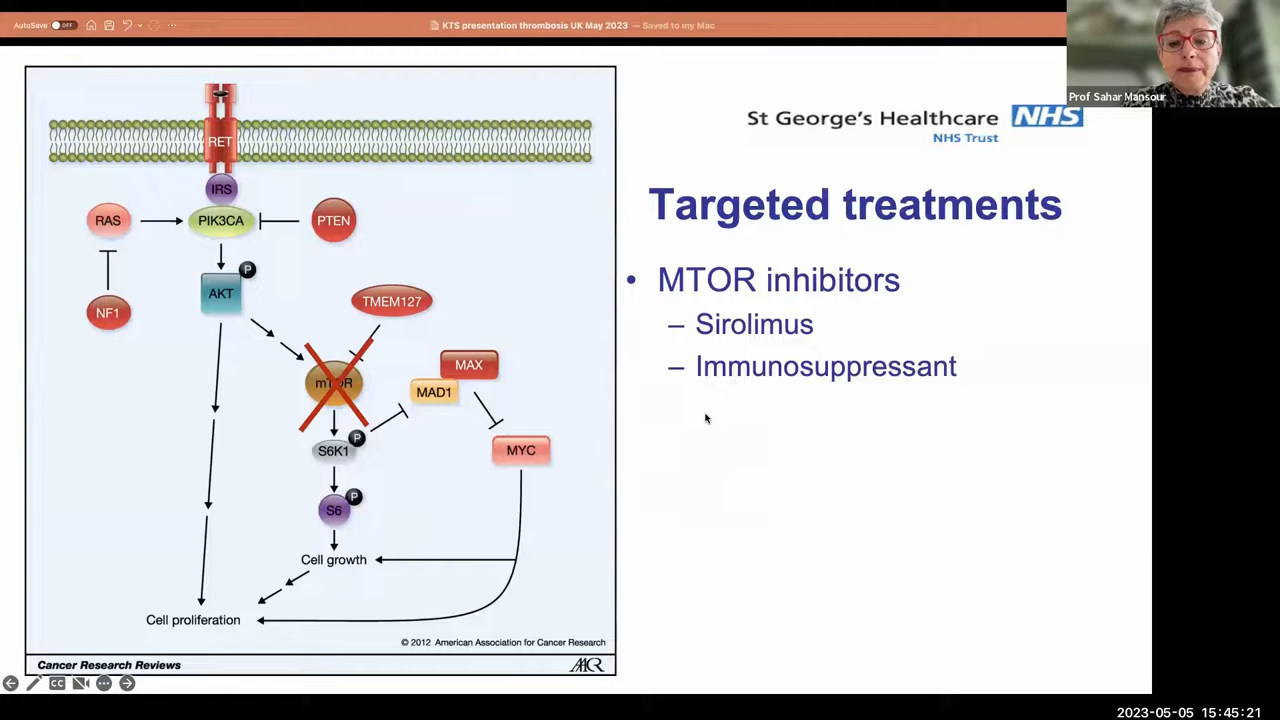 AutoSave OFF
KTS presentation thrombosis UK May 2023 — Saved to my Mac
Prof Sahar Mansour
St George's Healthcare NHS
NHS Trust
Targeted treatments
• MTOR inhibitors
– Sirolimus
– Immunosuppressant
RET
IRS
RAS
PIK3CA
PTEN
P
AKT
NF1
TMEM127
mTOR
MAX
MAD1
P
S6K1
MYC
P
S6
Cell growth
Cell proliferation
© 2012 American Association for Cancer Research
Cancer Research Reviews
AACR
CC
2023-05-05 15:45:21